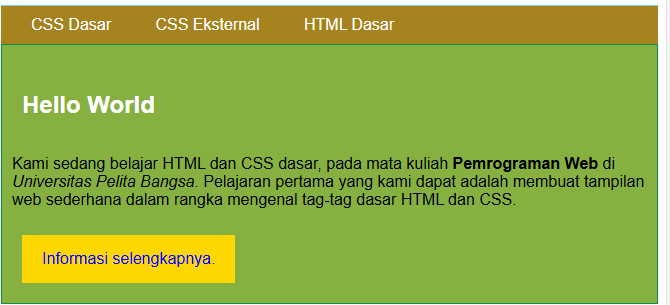 CSS Dasar CSS Eksternal HTML Dasar
Hello World
Kami sedang belajar HTML dan CSS dasar, pada mata kuliah Pemrograman Web di
Universitas Pelita Bangsa. Pelajaran pertama yang kami dapat adalah membuat tampilan
web sederhana dalam rangka mengenal tag-tag dasar HTML dan CSS.
Informasi selengkapnya.